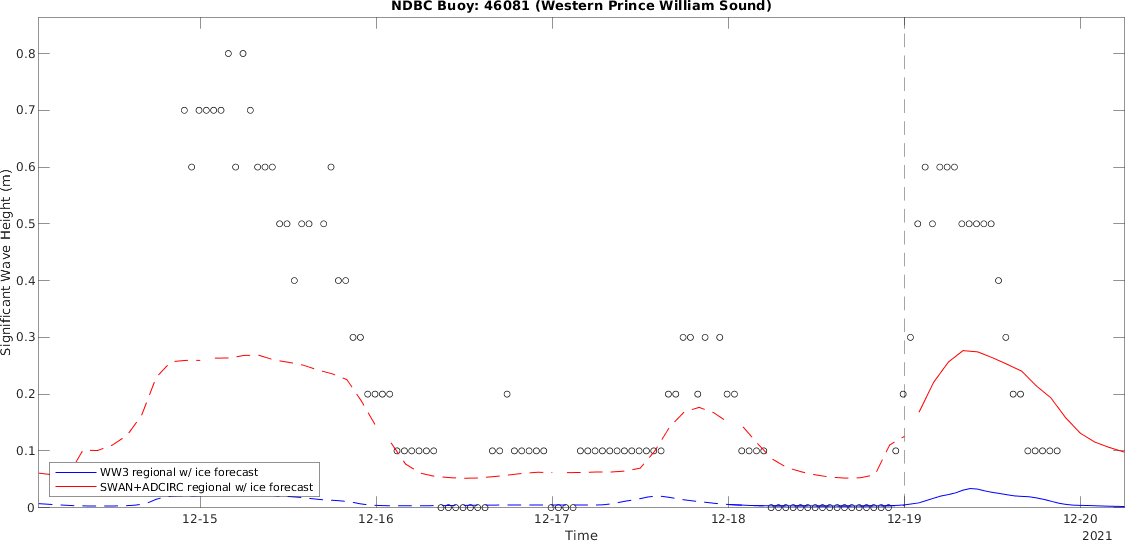 NDBC Buoy: 46081 (Western Prince William Sound)
Significant Wave Height (m)
0.8
0.7
0.6
0.5
0.4
0.3
0.2
0.1
0
WW3 regional w/ ice forecast
SWAN+ADCIRC regional w/ ice forecast
12-15 12-16 12-17 12-18 12-19 12-20
Time
2021